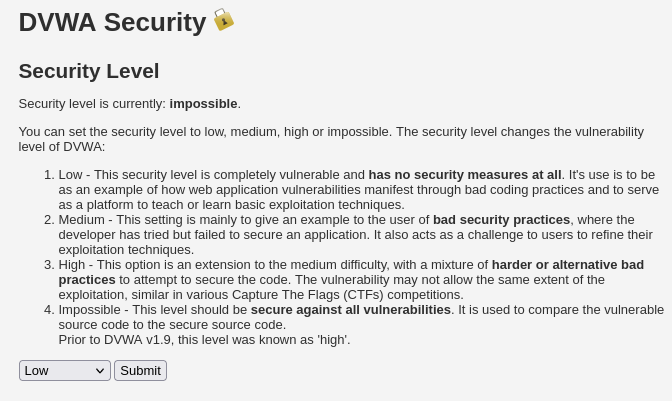 DVWA Security
Security Level
Security level is currently: impossible.
You can set the security level to low, medium, high or impossible. The security level changes the vulnerability
level of DVWA:
1. Low - This security level is completely vulnerable and has no security measures at all. It's use is to be
as an example of how web application vulnerabilities manifest through bad coding practices and to serve
as a platform to teach or learn basic exploitation techniques.
2. Medium - This setting is mainly to give an example to the user of bad security practices, where the
developer has tried but failed to secure an application. It also acts as a challenge to users to refine their
exploitation techniques.
3. High - This option is an extension to the medium difficulty, with a mixture of harder or alternative bad
practices to attempt to secure the code. The vulnerability may not allow the same extent of the
exploitation, similar in various Capture The Flags (CTFs) competitions.
4. Impossible - This level should be secure against all vulnerabilities. It is used to compare the vulnerable
source code to the secure source code.
Prior to DVWA v1.9, this level was known as 'high'.
Low Submit